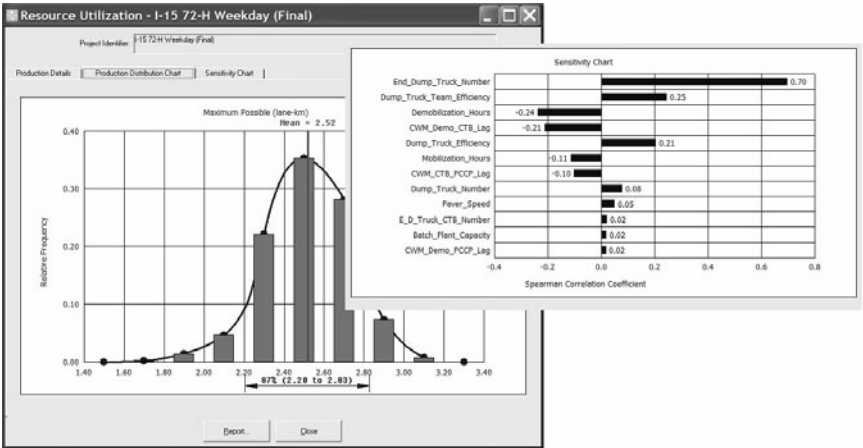 Resource Utilization - I-15 72-H Weekday (Final)
Project Identifier: I-15 72-H Weekday (Final)
Production Details Production Distribution Chart Sensitivity Chart
Maximum Possible (lane-km)
Mean = 2.52
Relative Frequency
0.40
0.30
0.20
0.10
0.00
1.40 1.60 1.80 2.00 2.20 2.40 2.60 2.80 3.00 3.20 3.40
87% (2.20 to 2.83)
Report... Close
Sensitivity Chart
End_Dump_Truck_Number 0.70
Dump_Truck_Team_Efficiency 0.25
Demobilization_Hours -0.24
CWM_Demo_CTB_Lag -0.21
Dump_Truck_Efficiency 0.21
Mobilization_Hours -0.11
CWM_CTB_PCCP_Lag -0.10
Dump_Truck_Number 0.08
Paver_Speed 0.05
E_D_Truck_CTB_Number 0.02
Batch_Plant_Capacity 0.02
CWM_Demo_PCCP_Lag 0.02
-0.4 -0.2 0.0 0.2 0.4 0.6 0.8
Spearman Correlation Coefficient